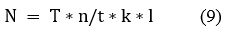 N = T * n/t * k * l (9)